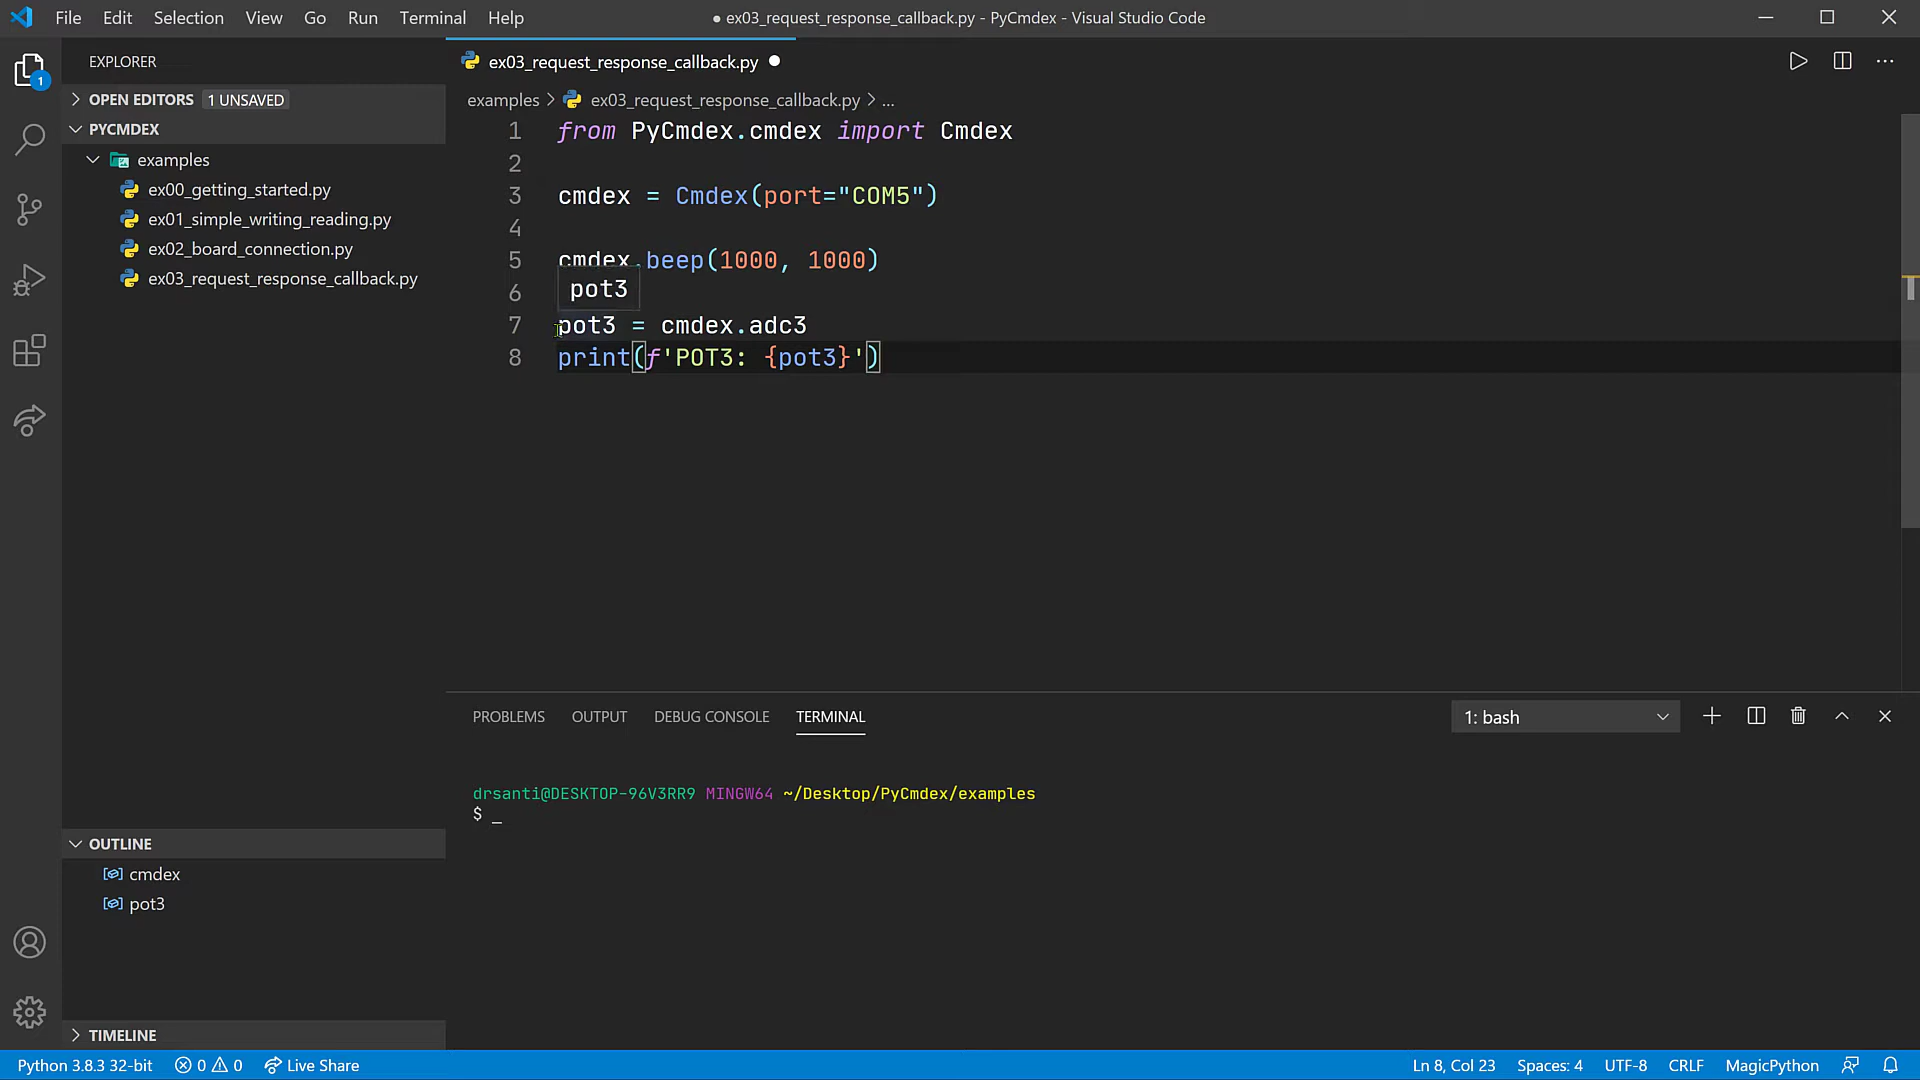 File Edit Selection View Go Run Terminal Help
● ex03_request_response_callback.py - PyCmdex - Visual Studio Code
EXPLORER
1
OPEN EDITORS 1 UNSAVED
PYCMDEX
examples
ex00_getting_started.py
ex01_simple_writing_reading.py
ex02_board_connection.py
ex03_request_response_callback.py
OUTLINE
cmdex
pot3
TIMELINE
ex03_request_response_callback.py ●
examples > ex03_request_response_callback.py > ...
1 from PyCmdex.cmdex import Cmdex
2
3 cmdex = Cmdex(port="COM5")
4
5 cmdex.beep(1000, 1000)
6
pot3
7 pot3 = cmdex.adc3
8 print(f'POT3: {pot3}')
PROBLEMS OUTPUT DEBUG CONSOLE TERMINAL
1: bash
drsanti@DESKTOP-96V3RR9 MINGW64 ~/Desktop/PyCmdex/examples
$ _
Python 3.8.3 32-bit 0 0 Live Share
Ln 8, Col 23 Spaces: 4 UTF-8 CRLF MagicPython